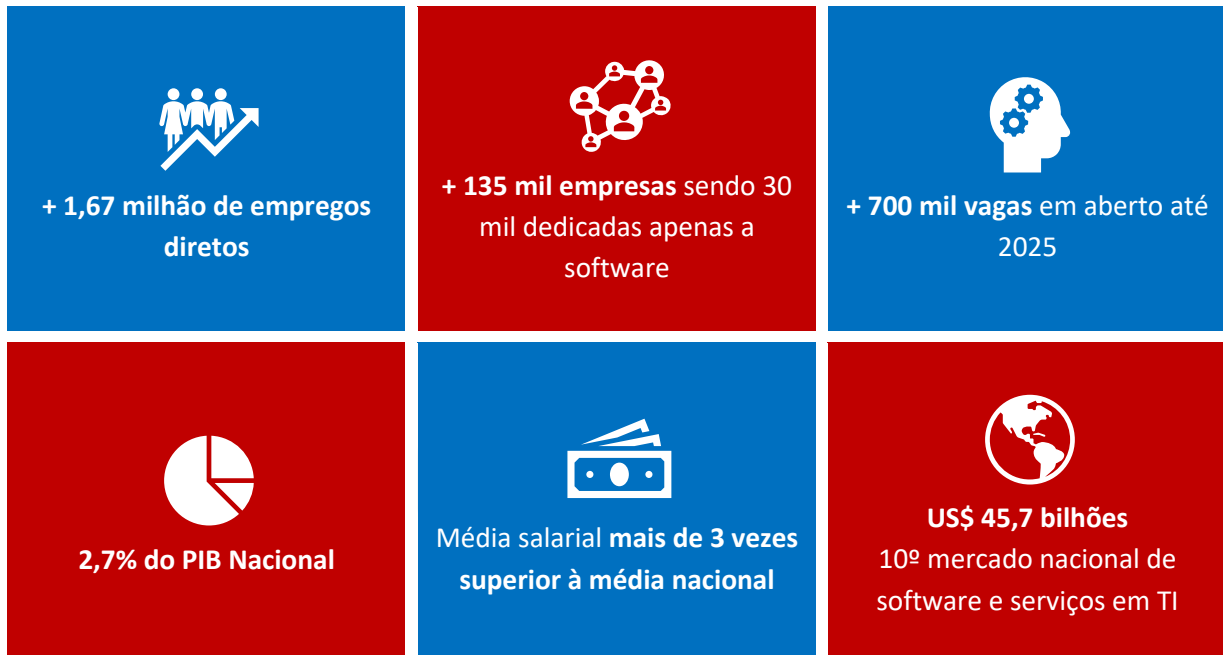 + 1,67 milhão de empregos
diretos
+ 135 mil empresas sendo 30
mil dedicadas apenas a
software
+ 700 mil vagas em aberto até
2025
2,7% do PIB Nacional
Média salarial mais de 3 vezes
superior à média nacional
US$ 45,7 bilhões
10º mercado nacional de
software e serviços em TI